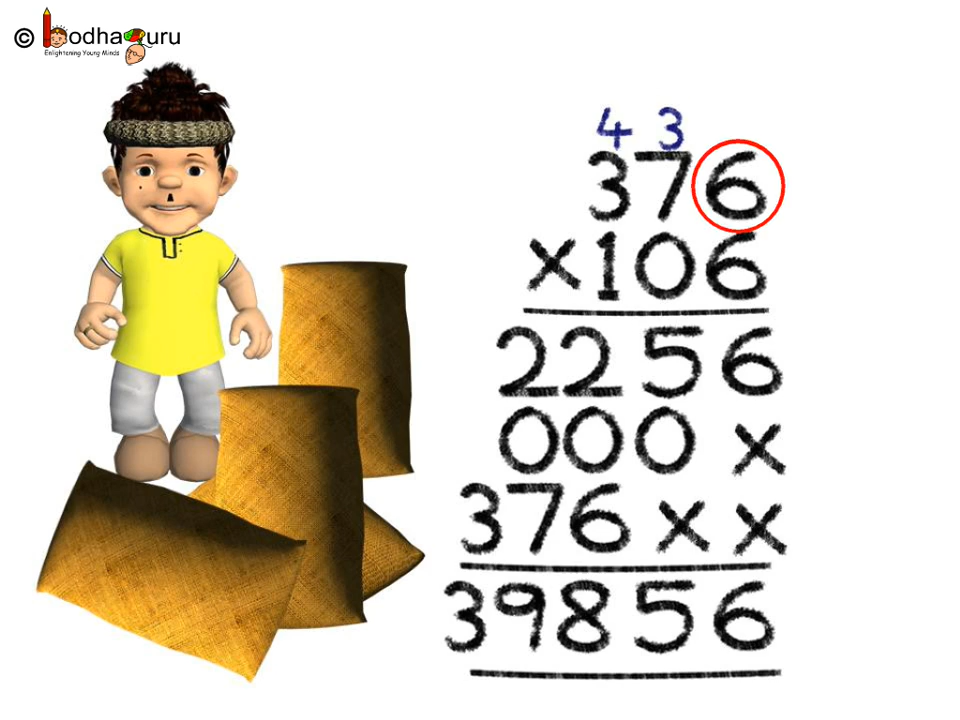 © bodhaguru
Enlightening Young Minds
4 3
376
×106
2256
000 ×
376 × ×
39856